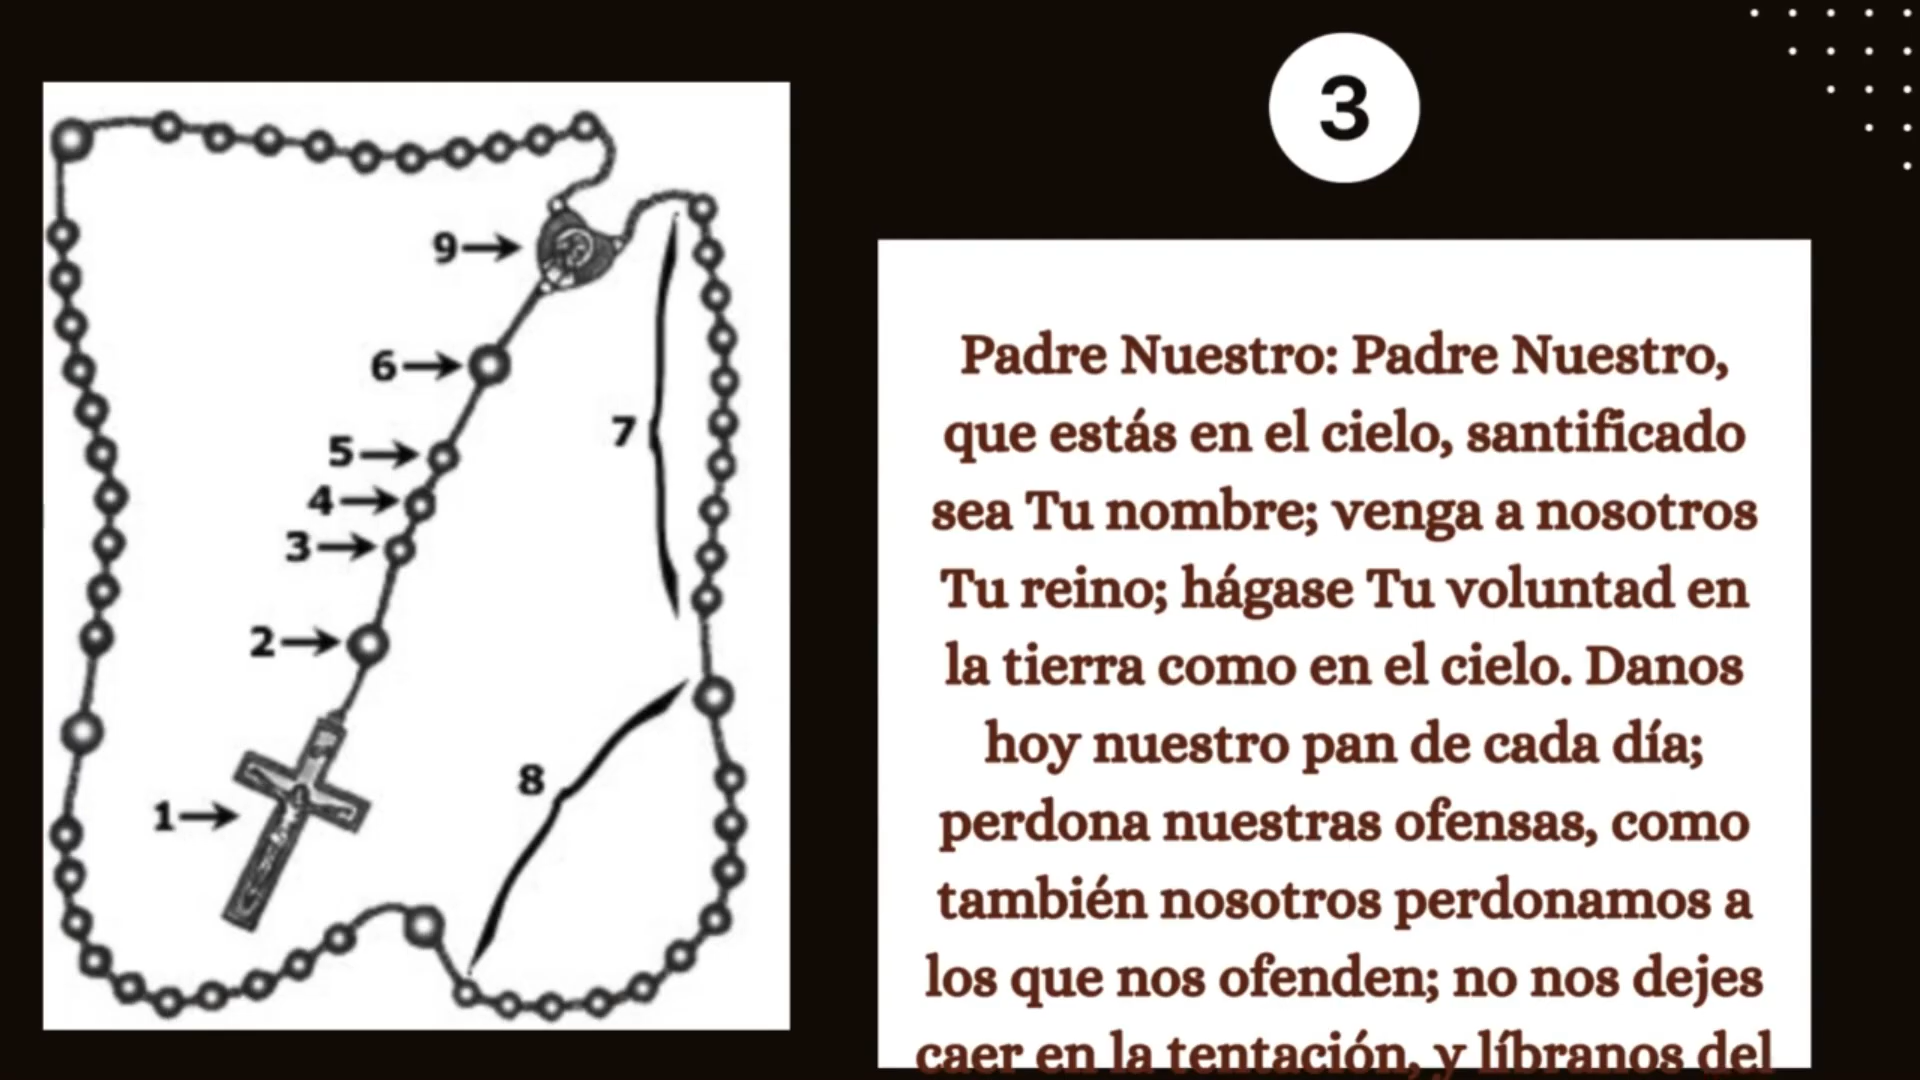 3
9
6
7
5
4
3
2
8
1
Padre Nuestro: Padre Nuestro,
que estás en el cielo, santificado
sea Tu nombre; venga a nosotros
Tu reino; hágase Tu voluntad en
la tierra como en el cielo. Danos
hoy nuestro pan de cada día;
perdona nuestras ofensas, como
también nosotros perdonamos a
los que nos ofenden; no nos dejes
caer en la tentación, y líbranos del